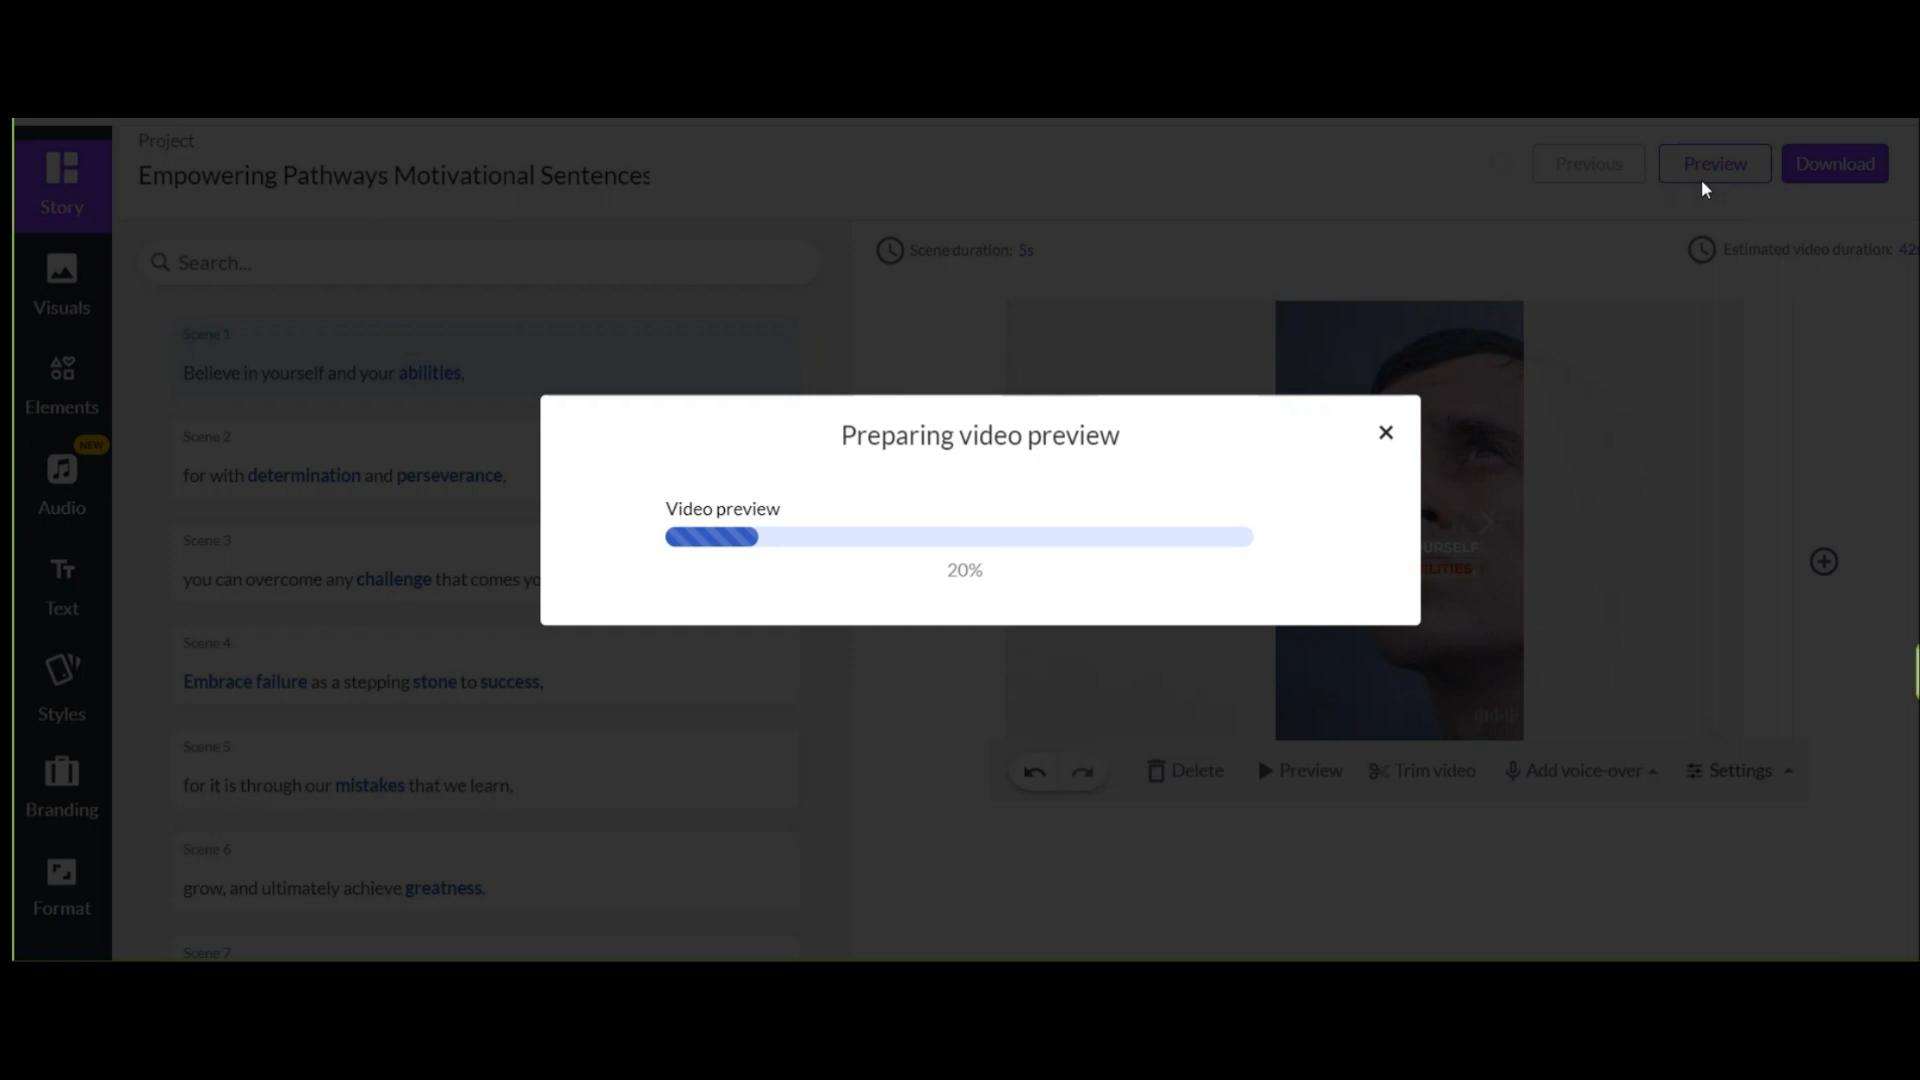 Project
Empowering Pathways Motivational Sentences
Previous
Preview
Download
Story
Visuals
Elements
NEW
Audio
Text
Styles
Branding
Format
Search...
Scene 1
Believe in yourself and your abilities,
Scene 2
for with determination and perseverance,
Scene 3
you can overcome any challenge that comes yo
Scene 4
Embrace failure as a stepping stone to success,
Scene 5
for it is through our mistakes that we learn,
Scene 6
grow, and ultimately achieve greatness.
Scene 7
Scene duration: 5s
Estimated video duration: 42s
Preparing video preview
Video preview
20%
URSELF
ILITIES
Delete
Preview
Trim video
Add voice-over
Settings